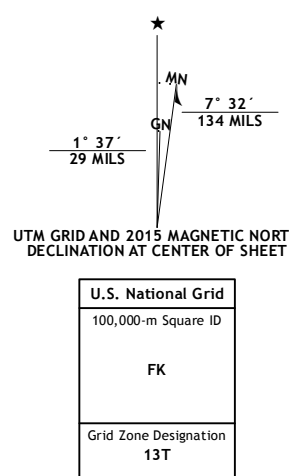 ★
MN
7° 32´
134 MILS
GN
1° 37´
29 MILS
UTM GRID AND 2015 MAGNETIC NORT
DECLINATION AT CENTER OF SHEET
U.S. National Grid
100,000-m Square ID
FK
Grid Zone Designation
13T